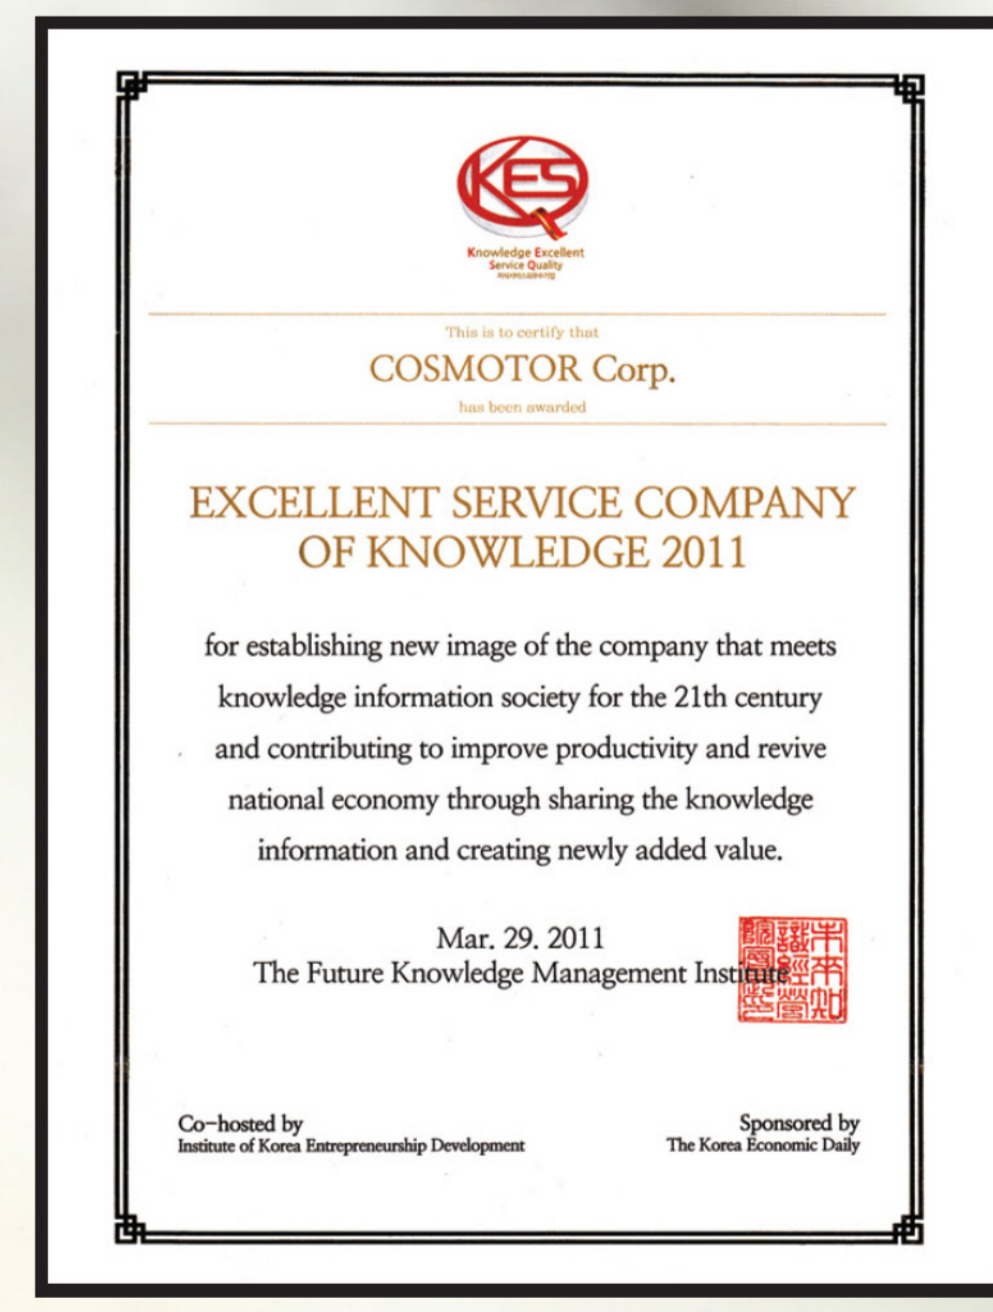 KES
Knowledge Excellent
Service Quality
This is to certify that
COSMOTOR Corp.
has been awarded
EXCELLENT SERVICE COMPANY
OF KNOWLEDGE 2011
for establishing new image of the company that meets
knowledge information society for the 21th century
and contributing to improve productivity and revive
national economy through sharing the knowledge
information and creating newly added value.
Mar. 29. 2011
The Future Knowledge Management Institute
Co-hosted by
Institute of Korea Entrepreneurship Development
Sponsored by
The Korea Economic Daily